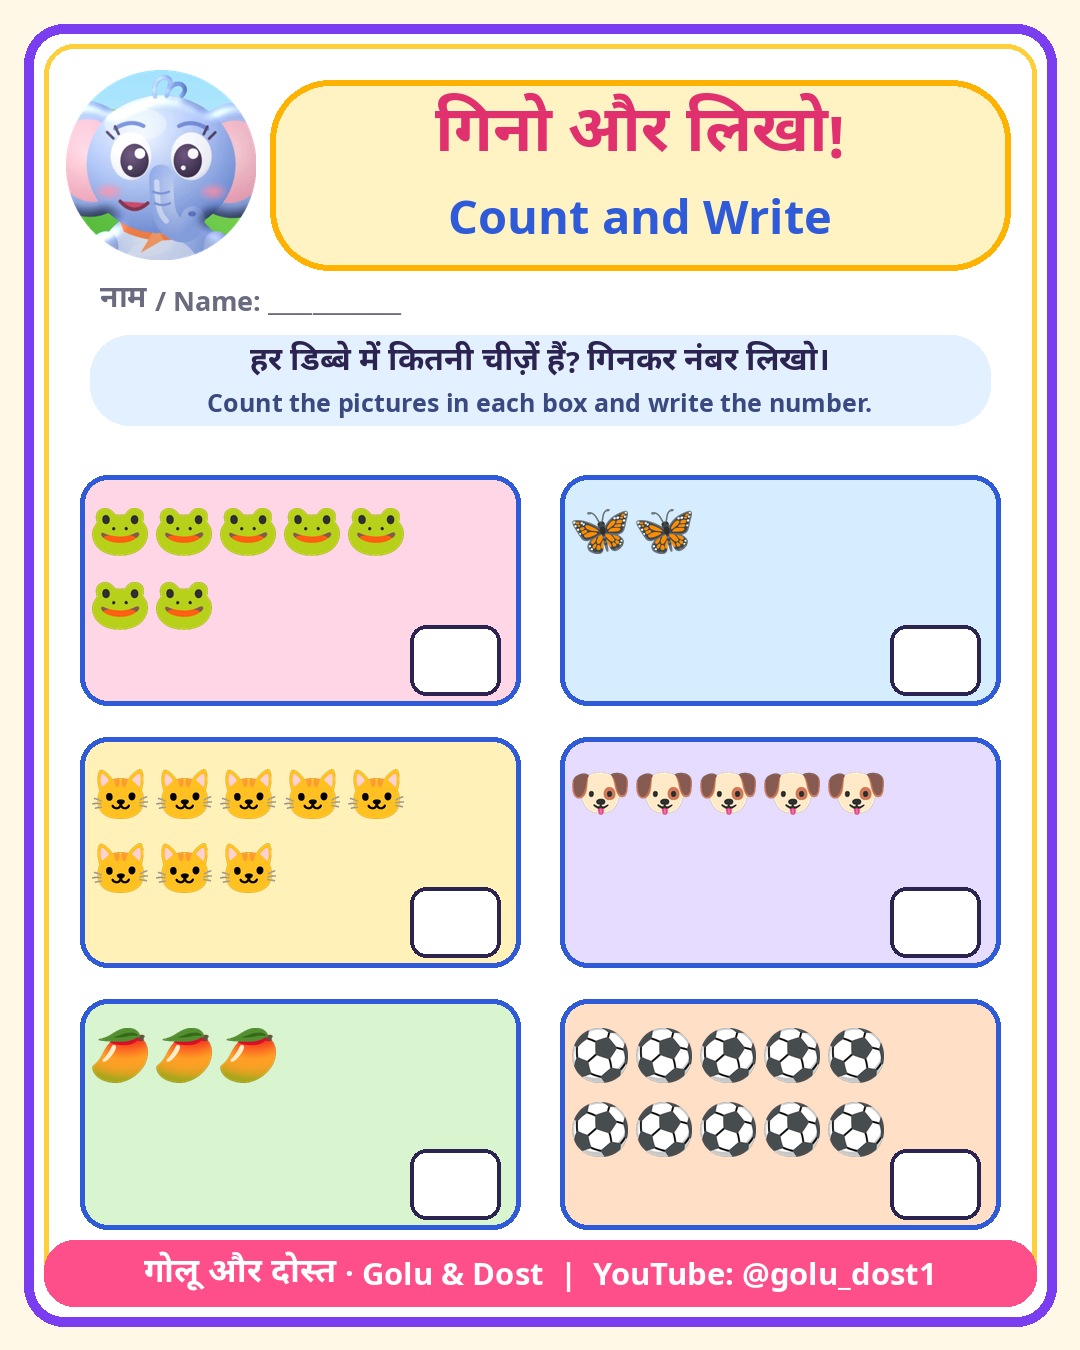 गिनो और लिखो!
Count and Write
नाम / Name: ___________
हर डिब्बे में कितनी चीज़ें हैं? गिनकर नंबर लिखो।
Count the pictures in each box and write the number.
गोलू और दोस्त · Golu & Dost | YouTube: @golu_dost1